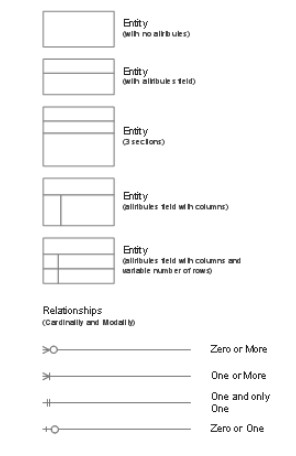 Entity
(with no attributes)
Entity
(with attributes field)
Entity
(3 sections)
Entity
(attributes field with columns)
Entity
(attributes field with columns and
variable number of rows)
Relationships
(Cardinality and Modality)
Zero or More
One or More
One and only
One
Zero or One